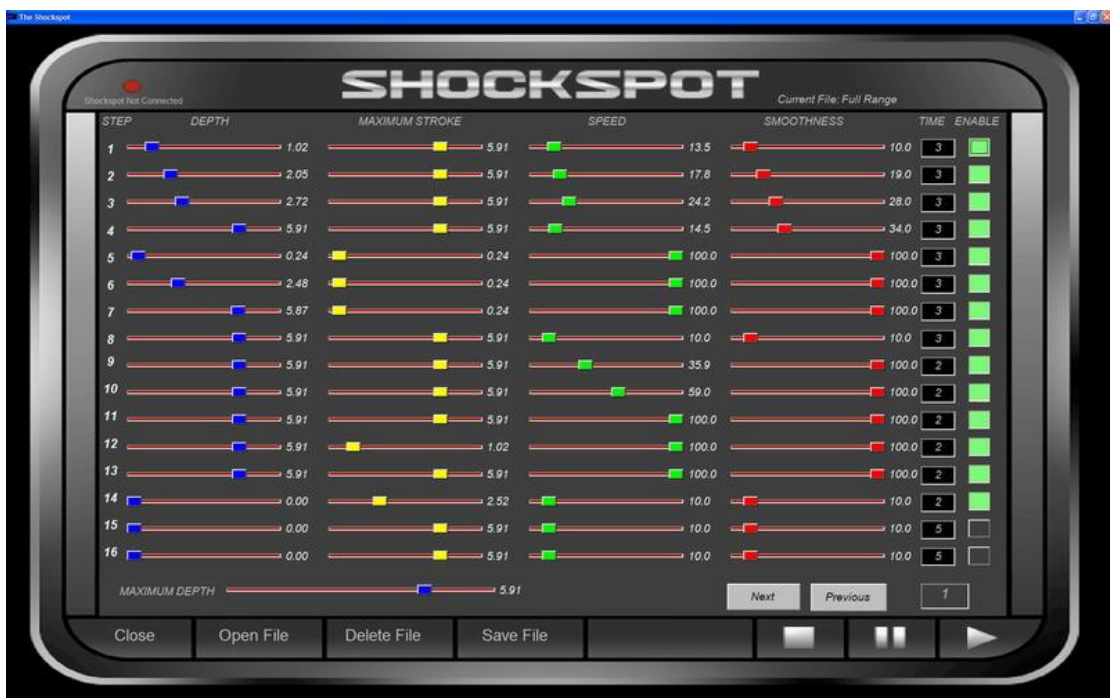 The Shockspot
SHOCKSPOT
Shockspot Not Connected
Current File: Full Range
STEP DEPTH MAXIMUM STROKE SPEED SMOOTHNESS TIME ENABLE
1 1.02 5.91 13.5 10.0 3
2 2.05 5.91 17.8 19.0 3
3 2.72 5.91 24.2 28.0 3
4 5.91 5.91 14.5 34.0 3
5 0.24 0.24 100.0 100.0 3
6 2.48 0.24 100.0 100.0 3
7 5.87 0.24 100.0 100.0 3
8 5.91 5.91 10.0 10.0 3
9 5.91 5.91 35.9 100.0 2
10 5.91 5.91 59.0 100.0 2
11 5.91 5.91 100.0 100.0 2
12 5.91 1.02 100.0 100.0 2
13 5.91 5.91 100.0 100.0 2
14 0.00 2.52 10.0 10.0 2
15 0.00 5.91 10.0 10.0 5
16 0.00 5.91 10.0 10.0 5
MAXIMUM DEPTH 5.91 Next Previous 1
Close Open File Delete File Save File